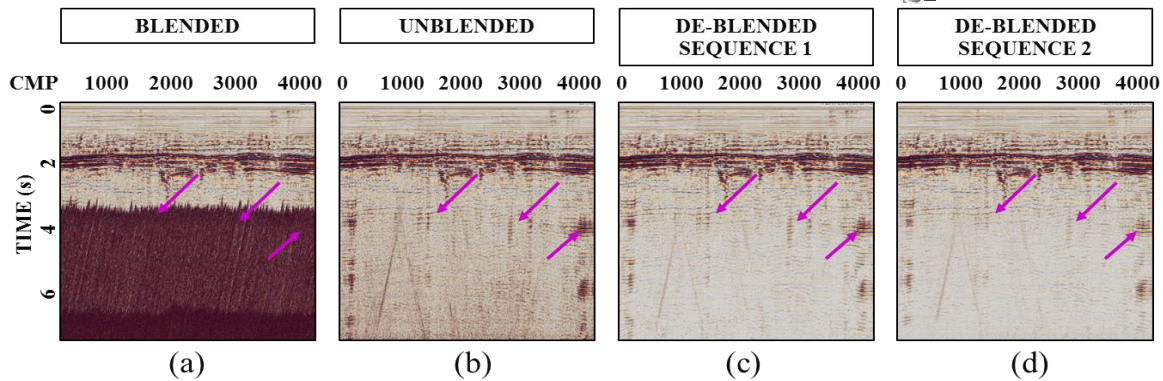 BLENDED
UNBLENDED
DE-BLENDED
SEQUENCE 1
DE-BLENDED
SEQUENCE 2
CMP 1000 2000 3000 4000
0 1000 2000 3000 4000
0 1000 2000 3000 4000
0 1000 2000 3000 4000
TIME (s)
0
2
4
6
(a)
(b)
(c)
(d)